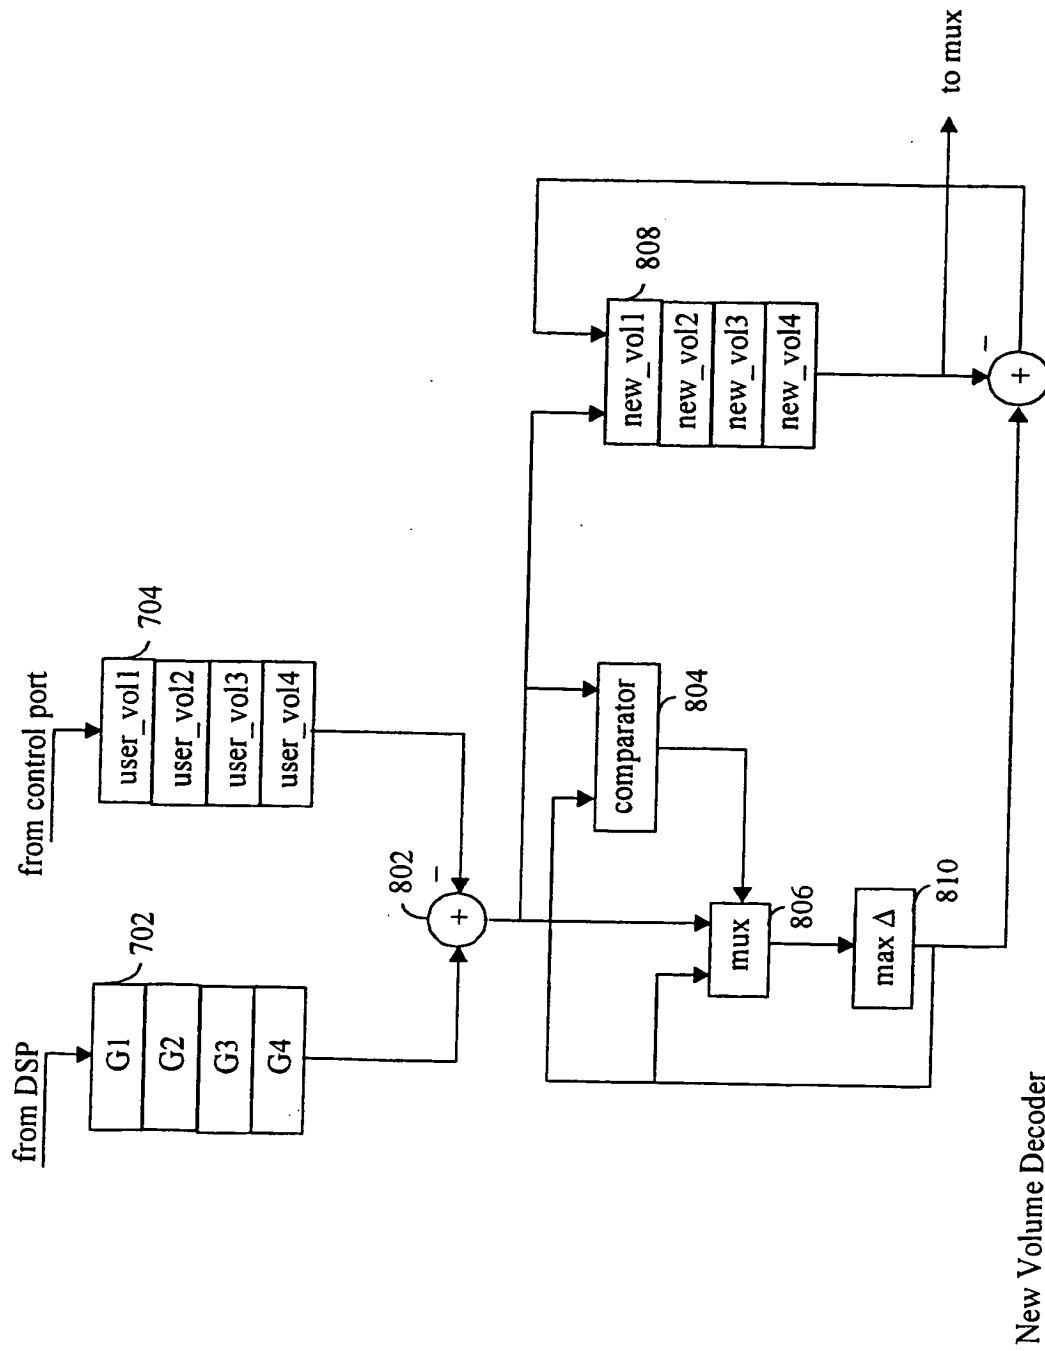 from DSP
702
G1
G2
G3
G4
from control port
704
user_vol1
user_vol2
user_vol3
user_vol4
802
+
−
comparator
804
mux
806
max Δ
810
808
new_vol1
new_vol2
new_vol3
new_vol4
−
+
to mux
New Volume Decoder